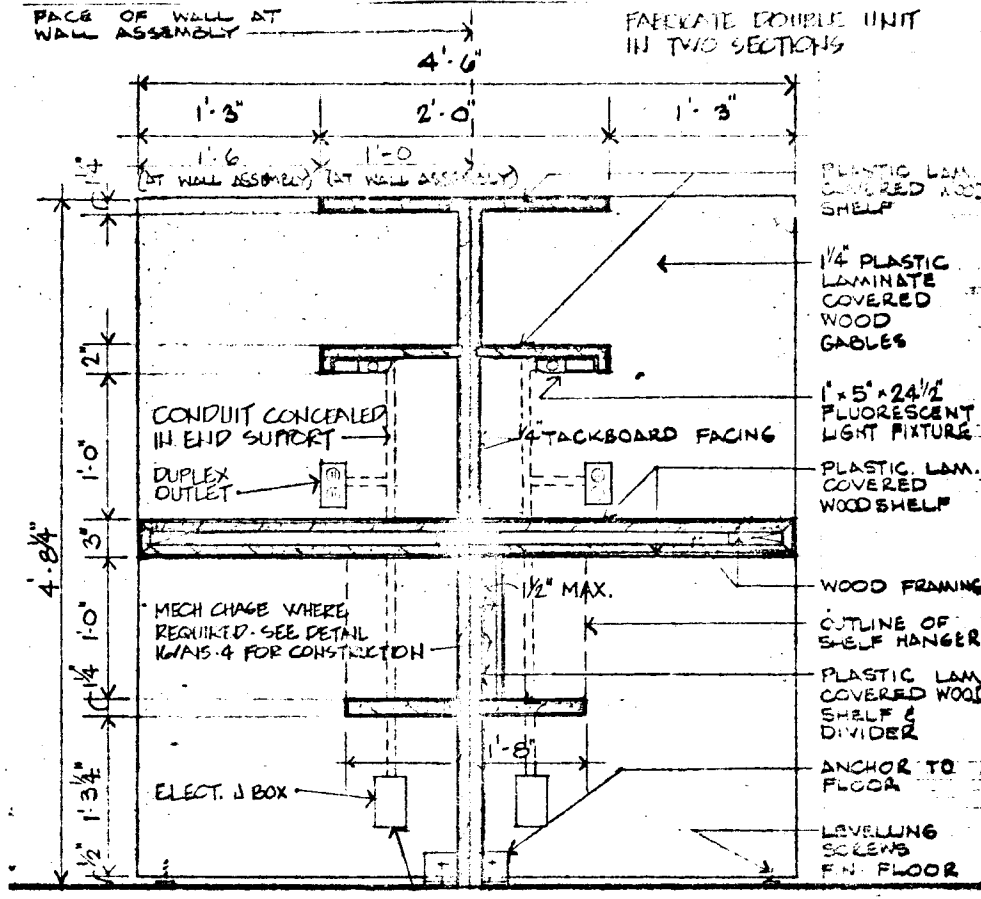 FACE OF WALL AT
WALL ASSEMBLY
FABRICATE DOUBLE UNIT
IN TWO SECTIONS
4'-6"
1'-3"
2'-0"
1'-3"
1'-6
1'-0
(AT WALL ASSEMBLY)
(AT WALL ASSEMBLY)
1¼"
PLASTIC LAM.
COVERED WOOD
SHELF
1¼" PLASTIC
LAMINATE
COVERED
WOOD
GABLES
2"
1" x 5" x 24½"
FLUORESCENT
LIGHT FIXTURE
CONDUIT CONCEALED
IN END SUPPORT
¼" TACKBOARD FACING
1'-0"
DUPLEX
OUTLET
PLASTIC. LAM.
COVERED
WOOD SHELF
3"
4'-8¼"
1½" MAX.
WOOD FRAMING
MECH CHASE WHERE
REQUIRED - SEE DETAIL
16/A15-4 FOR CONSTRUCTION
1'-0"
OUTLINE OF
SHELF HANGER
1¼
PLASTIC LAM
COVERED WOOD
SHELF &
DIVIDER
1'-8"
1'-3¾"
ELECT. J BOX
ANCHOR TO
FLOOR
½"
LEVELLING
SCREWS
FIN. FLOOR